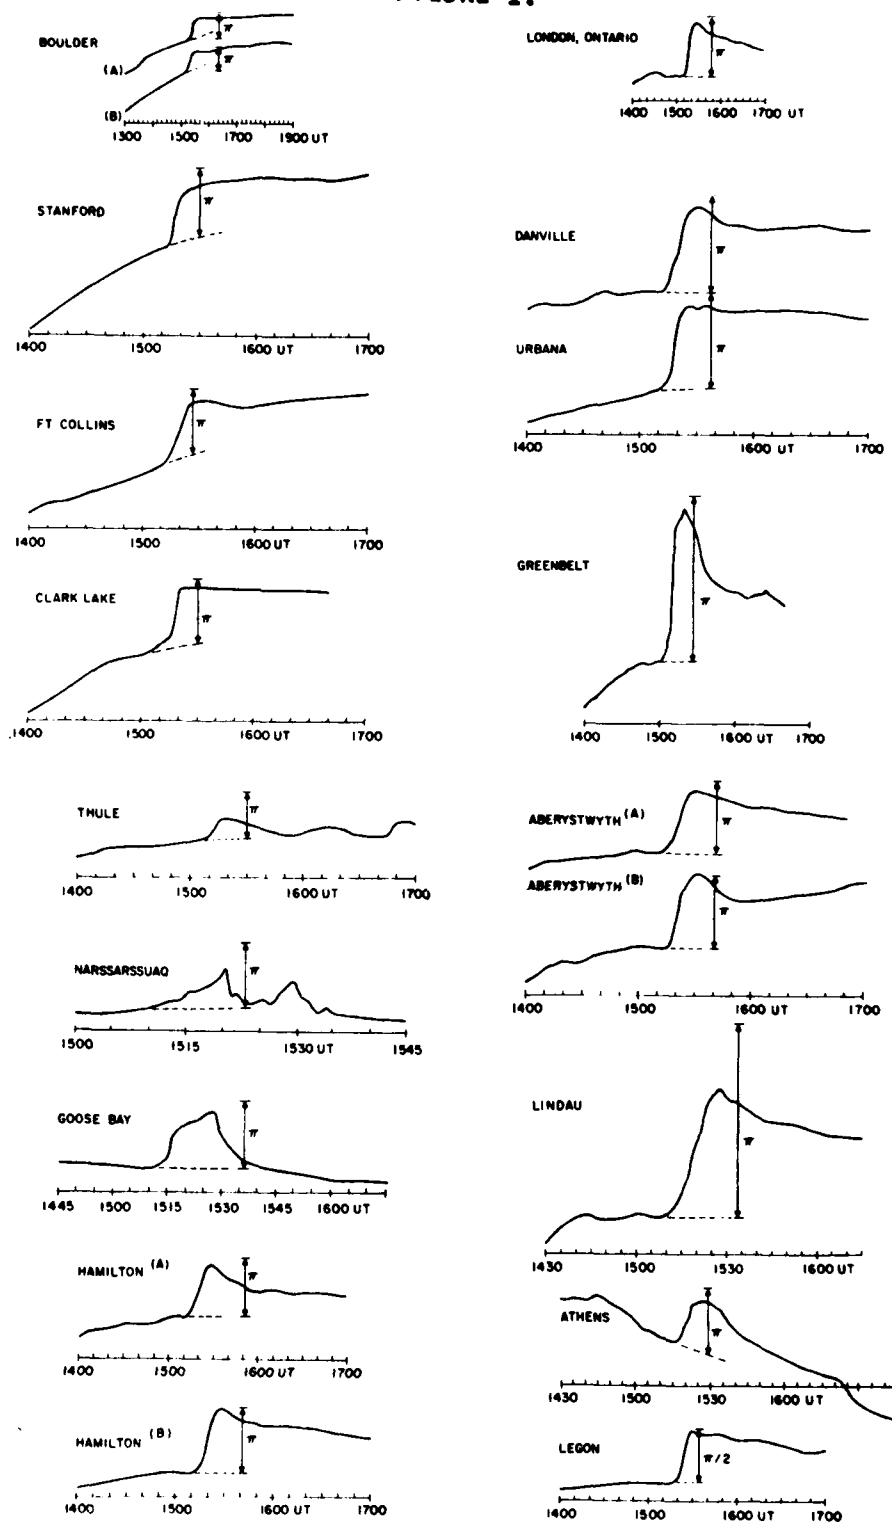 BOULDER
(A)
π
π
(B)
1300 1500 1700 1900 UT
STANFORD
π
1400 1500 1600 UT 1700
FT COLLINS
π
1400 1500 1600 UT 1700
CLARK LAKE
π
1400 1500 1600 UT 1700
THULE
π
1400 1500 1600 UT 1700
NARSSARSSUAQ
π
1500 1515 1530 UT 1545
GOOSE BAY
π
1445 1500 1515 1530 1545 1600 UT
HAMILTON (A)
π
1400 1500 1600 UT 1700
HAMILTON (B)
π
1400 1500 1600 UT 1700
LONDON, ONTARIO
π
1400 1500 1600 1700 UT
DANVILLE
π
URBANA
π
1400 1500 1600 UT 1700
GREENBELT
π
1400 1500 1600 UT 1700
ABERYSTWYTH (A)
π
ABERYSTWYTH (B)
π
1400 1500 1600 UT 1700
LINDAU
π
1430 1500 1530 1600 UT
ATHENS
π
1430 1500 1530 1600 UT
LEGON
π/2
1400 1500 1600 UT 1700